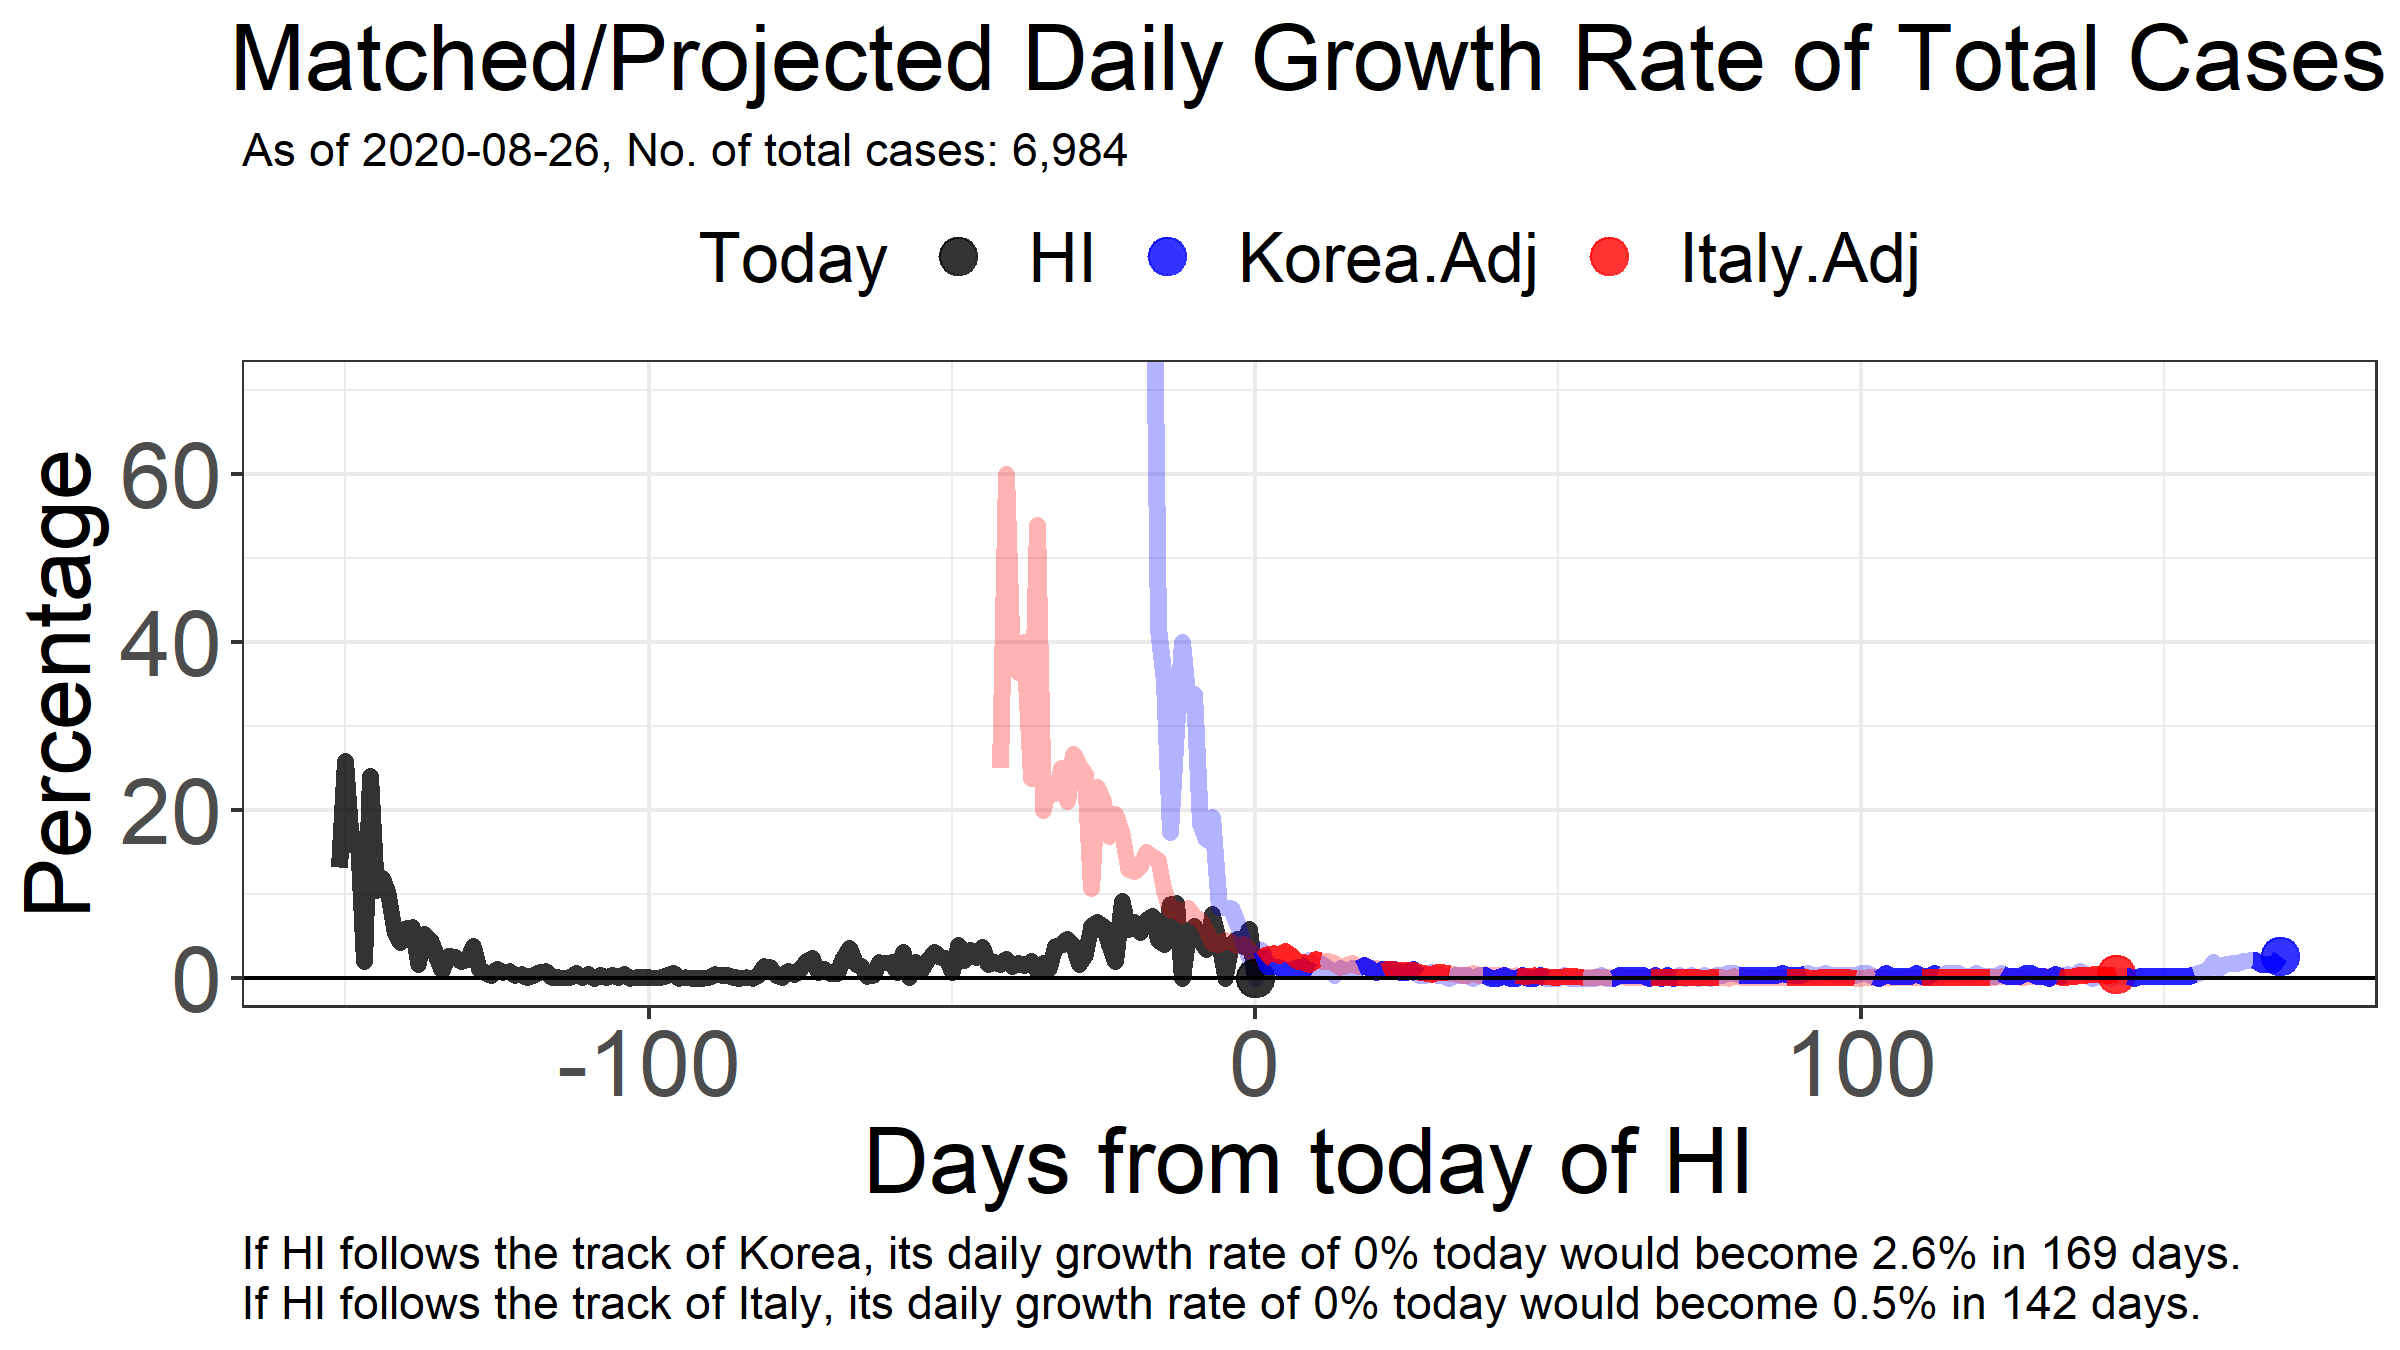 Matched/Projected Daily Growth Rate of Total Cases
As of 2020-08-26, No. of total cases: 6,984
Today HI Korea.Adj Italy.Adj
Percentage
60
40
20
0
-100 0 100
Days from today of HI
If HI follows the track of Korea, its daily growth rate of 0% today would become 2.6% in 169 days.
If HI follows the track of Italy, its daily growth rate of 0% today would become 0.5% in 142 days.